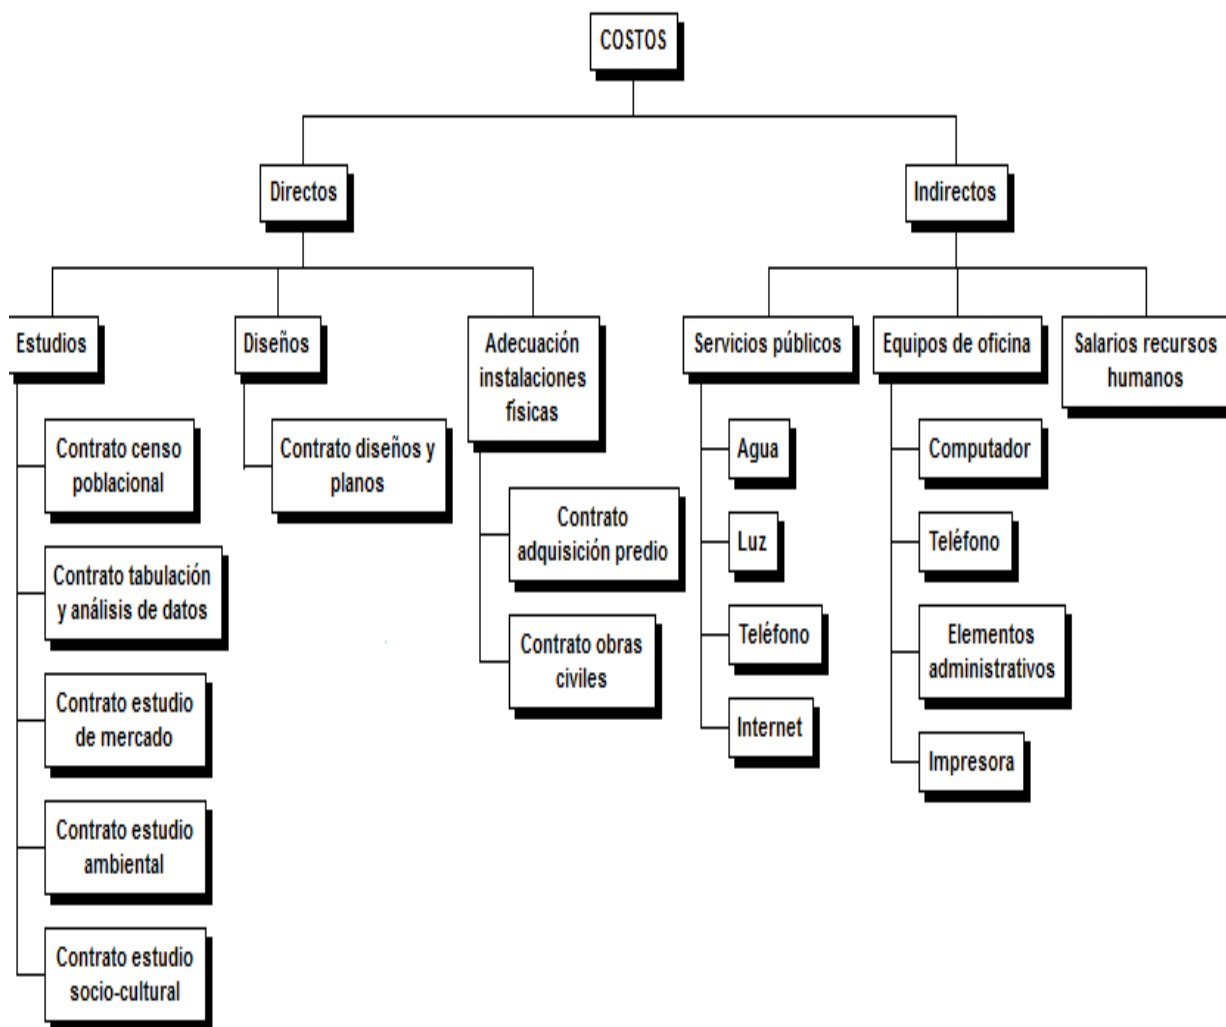 COSTOS
Directos
Indirectos
Estudios
Diseños
Adecuación
instalaciones
físicas
Servicios públicos
Equipos de oficina
Salarios recursos
humanos
Contrato censo
poblacional
Contrato tabulación
y análisis de datos
Contrato estudio
de mercado
Contrato estudio
ambiental
Contrato estudio
socio-cultural
Contrato diseños y
planos
Contrato
adquisición predio
Contrato obras
civiles
Agua
Luz
Teléfono
Internet
Computador
Teléfono
Elementos
administrativos
Impresora